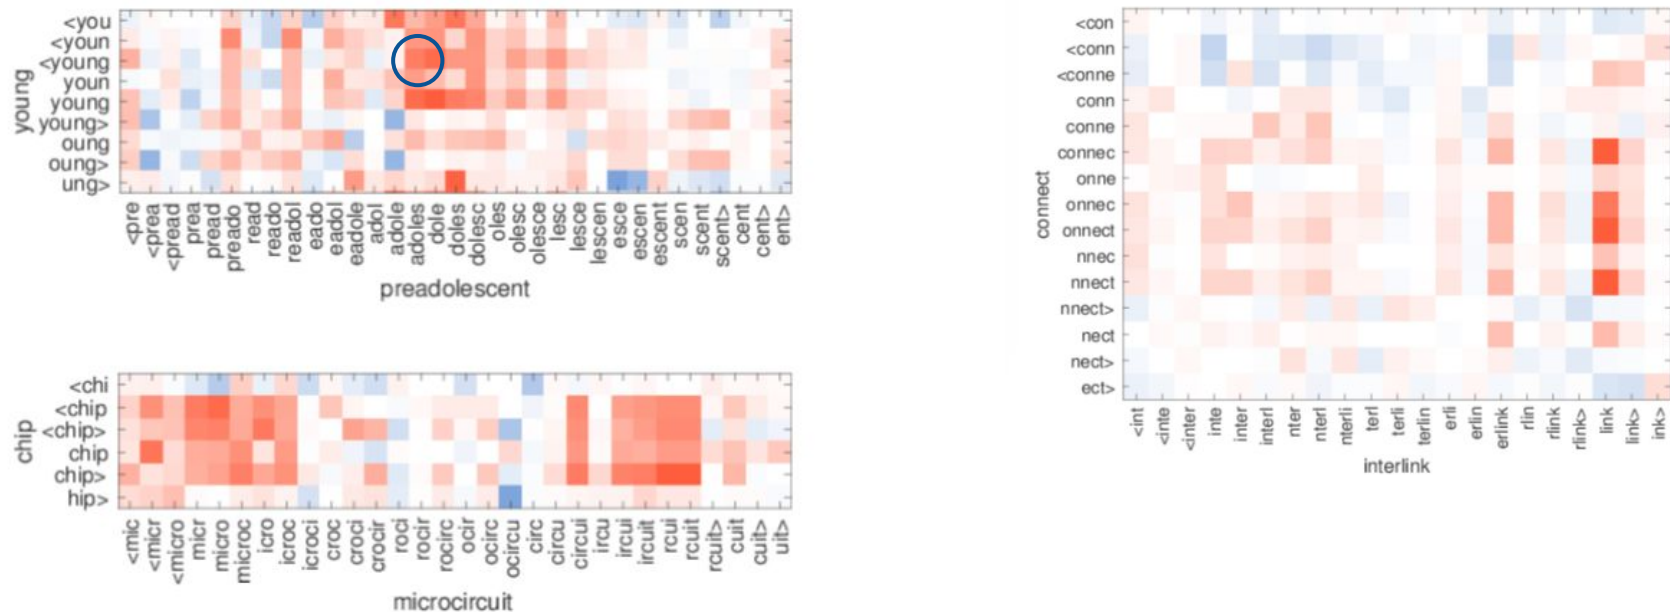 young
<you
<youn
<young
youn
young
young>
oung
oung>
ung>
<pre
<prea
<pread
prea
pread
preado
read
reado
readol
eado
eadol
eadole
adol
adole
adoles
dole
doles
dolesc
oles
olesc
olesce
lesc
lesce
lescen
esce
escen
escent
scen
scent
scent>
cent
cent>
ent>
preadolescent
chip
<chi
<chip
<chip>
chip
chip>
hip>
<mic
<micr
<micro
micr
micro
microc
icro
icroc
icroci
croc
croci
crocir
roci
rocir
rocirc
ocir
ocirc
ocircu
circ
circu
circui
ircu
ircui
ircuit
rcui
rcuit
rcuit>
cuit
cuit>
uit>
microcircuit
connect
<con
<conn
<conne
conn
conne
connec
onne
onnec
onnect
nnec
nnect
nnect>
nect
nect>
ect>
<int
<inte
<inter
inte
inter
interl
nter
nterl
nterli
terl
terli
terlin
erli
erlin
erlink
rlin
rlink
rlink>
link
link>
ink>
interlink